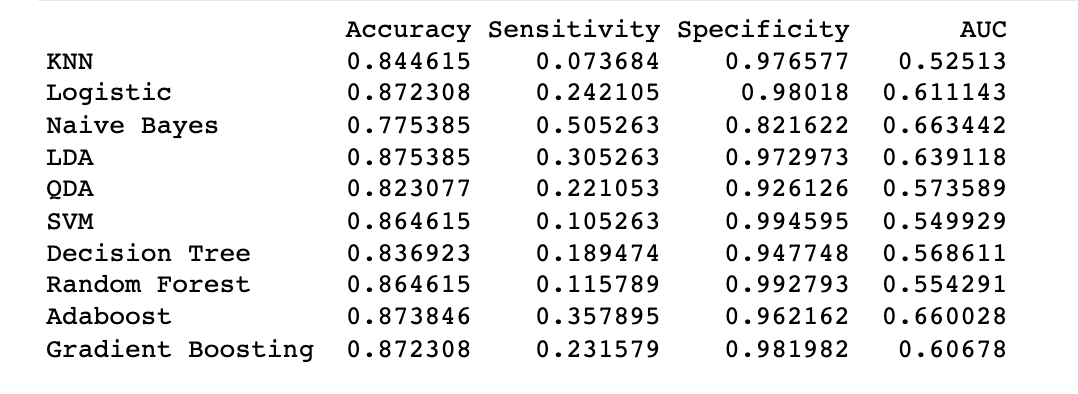 Accuracy Sensitivity Specificity AUC
KNN 0.844615 0.073684 0.976577 0.52513
Logistic 0.872308 0.242105 0.98018 0.611143
Naive Bayes 0.775385 0.505263 0.821622 0.663442
LDA 0.875385 0.305263 0.972973 0.639118
QDA 0.823077 0.221053 0.926126 0.573589
SVM 0.864615 0.105263 0.994595 0.549929
Decision Tree 0.836923 0.189474 0.947748 0.568611
Random Forest 0.864615 0.115789 0.992793 0.554291
Adaboost 0.873846 0.357895 0.962162 0.660028
Gradient Boosting 0.872308 0.231579 0.981982 0.60678